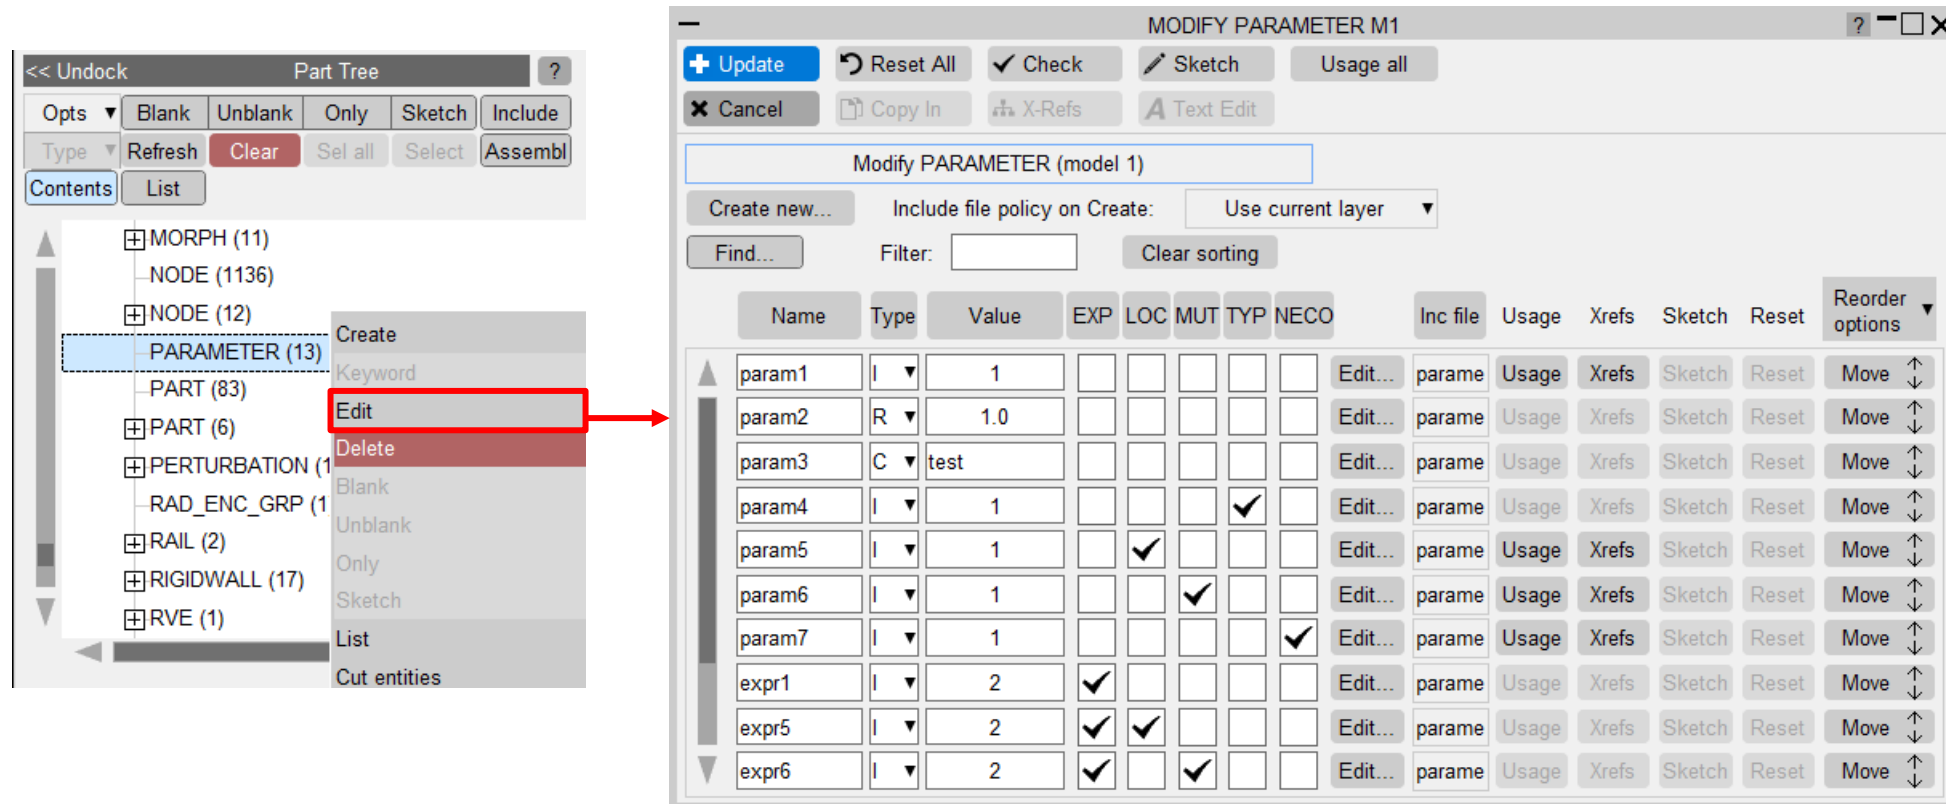 << Undock Part Tree ?
Opts Blank Unblank Only Sketch Include
Type Refresh Clear Sel all Select Assembl
Contents List
MORPH (11)
NODE (1136)
NODE (12)
PARAMETER (13)
PART (83)
PART (6)
PERTURBATION (1
RAD_ENC_GRP (1
RAIL (2)
RIGIDWALL (17)
RVE (1)
Create
Keyword
Edit
Delete
Blank
Unblank
Only
Sketch
List
Cut entities
MODIFY PARAMETER M1 ?
Update Reset All Check Sketch Usage all
Cancel Copy In X-Refs Text Edit
Modify PARAMETER (model 1)
Create new... Include file policy on Create: Use current layer
Find... Filter: Clear sorting
Name Type Value EXP LOC MUT TYP NECO Inc file Usage Xrefs Sketch Reset Reorder options
param1 I 1 Edit... parame Usage Xrefs Sketch Reset Move
param2 R 1.0 Edit... parame Usage Xrefs Sketch Reset Move
param3 C test Edit... parame Usage Xrefs Sketch Reset Move
param4 I 1 Edit... parame Usage Xrefs Sketch Reset Move
param5 I 1 Edit... parame Usage Xrefs Sketch Reset Move
param6 I 1 Edit... parame Usage Xrefs Sketch Reset Move
param7 I 1 Edit... parame Usage Xrefs Sketch Reset Move
expr1 I 2 Edit... parame Usage Xrefs Sketch Reset Move
expr5 I 2 Edit... parame Usage Xrefs Sketch Reset Move
expr6 I 2 Edit... parame Usage Xrefs Sketch Reset Move